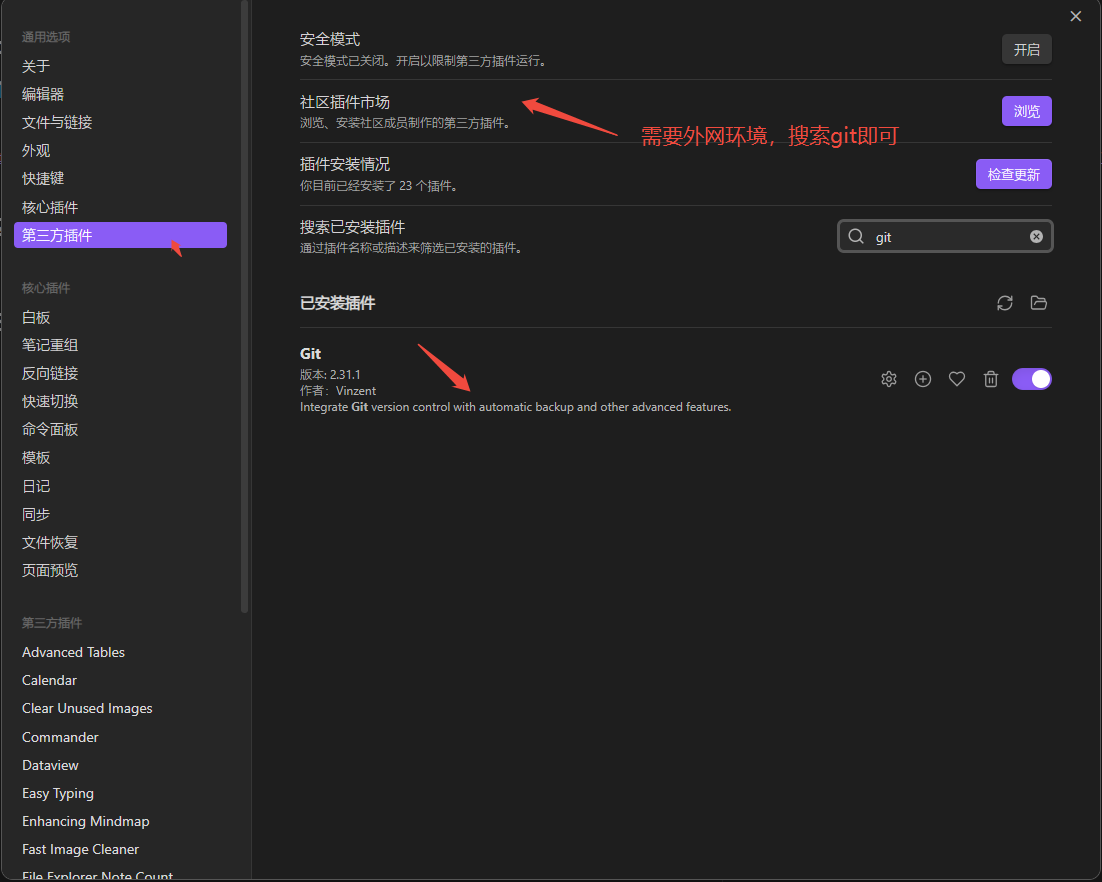 通用选项
关于
编辑器
文件与链接
外观
快捷键
核心插件
第三方插件
核心插件
白板
笔记重组
反向链接
快速切换
命令面板
模板
日记
同步
文件恢复
页面预览
第三方插件
Advanced Tables
Calendar
Clear Unused Images
Commander
Dataview
Easy Typing
Enhancing Mindmap
Fast Image Cleaner
File Explorer Note Count
安全模式
安全模式已关闭。开启以限制第三方插件运行。
开启
社区插件市场
浏览、安装社区成员制作的第三方插件。
浏览
需要外网环境，搜索git即可
插件安装情况
你目前已经安装了 23 个插件。
检查更新
搜索已安装插件
通过插件名称或描述来筛选已安装的插件。
git
已安装插件
Git
版本: 2.31.1
作者：Vinzent
Integrate Git version control with automatic backup and other advanced features.